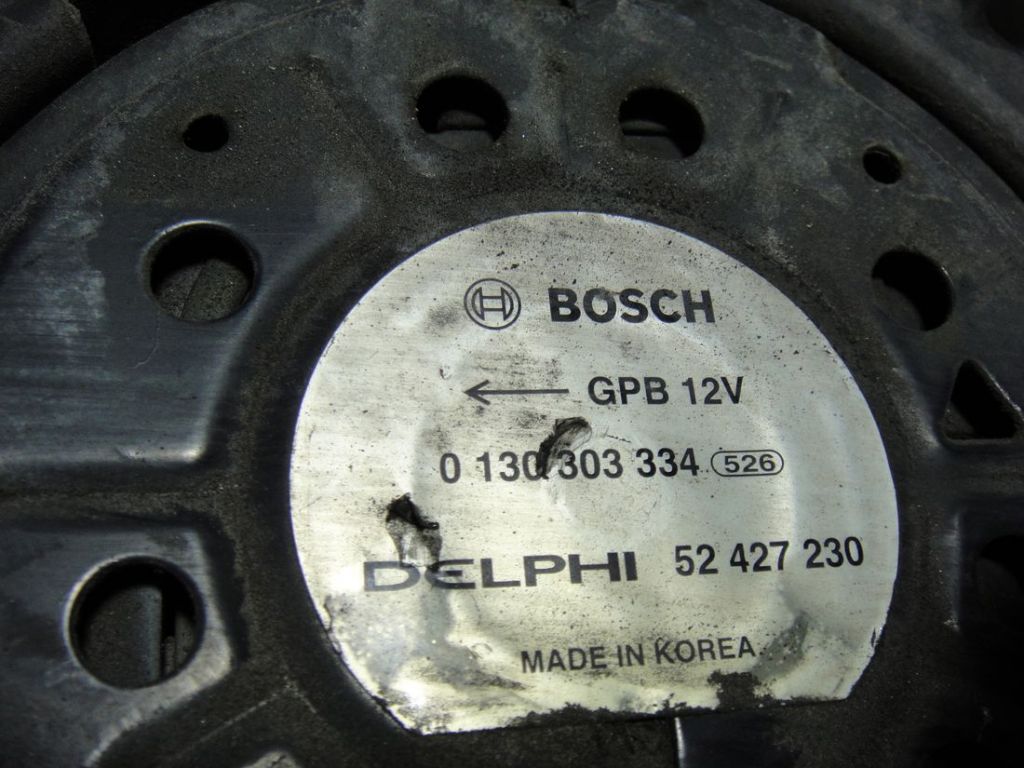 BOSCH
GPB 12V
0 130 303 334 526
DELPHI 52 427 230
MADE IN KOREA